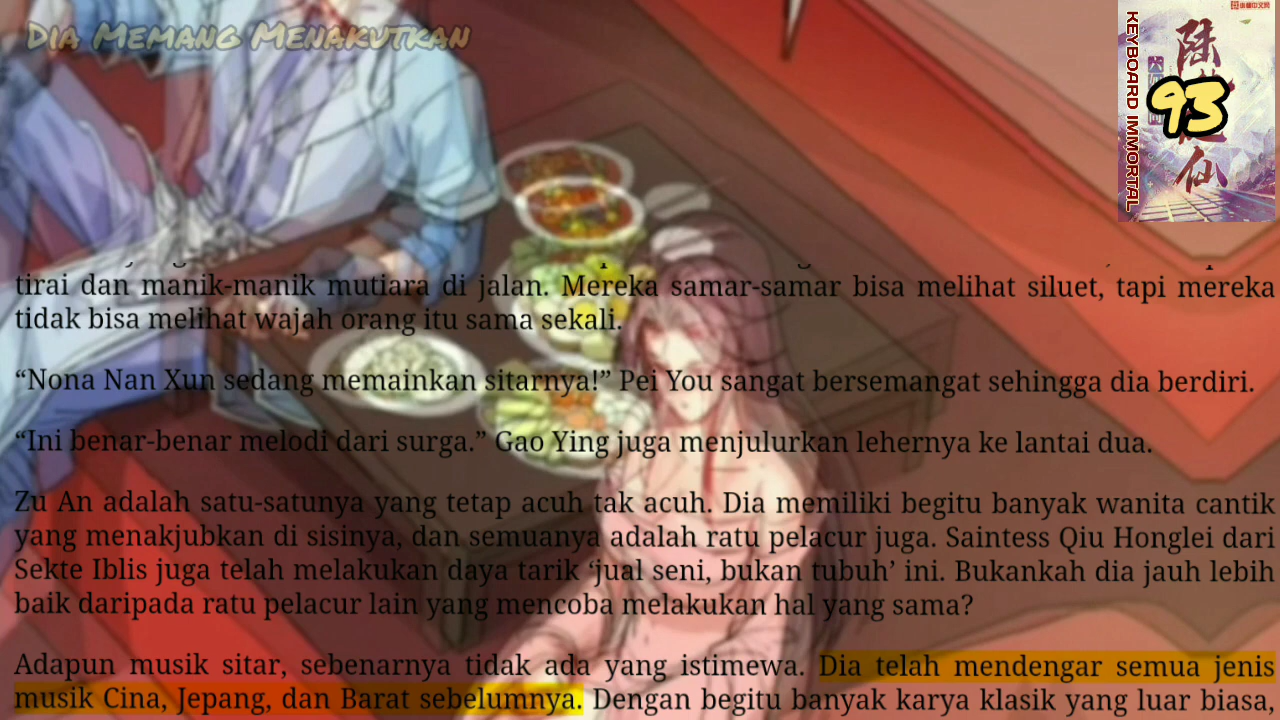 Dia Memang Menakutkan
KEYBOARD IMMORTAL
93
仙
tirai dan manik-manik mutiara di jalan. Mereka samar-samar bisa melihat siluet, tapi mereka
tidak bisa melihat wajah orang itu sama sekali.
“Nona Nan Xun sedang memainkan sitarnya!” Pei You sangat bersemangat sehingga dia berdiri.
“Ini benar-benar melodi dari surga.” Gao Ying juga menjulurkan lehernya ke lantai dua.
Zu An adalah satu-satunya yang tetap acuh tak acuh. Dia memiliki begitu banyak wanita cantik
yang menakjubkan di sisinya, dan semuanya adalah ratu pelacur juga. Saintess Qiu Honglei dari
Sekte Iblis juga telah melakukan daya tarik ‘jual seni, bukan tubuh’ ini. Bukankah dia jauh lebih
baik daripada ratu pelacur lain yang mencoba melakukan hal yang sama?
Adapun musik sitar, sebenarnya tidak ada yang istimewa. Dia telah mendengar semua jenis
musik Cina, Jepang, dan Barat sebelumnya. Dengan begitu banyak karya klasik yang luar biasa,